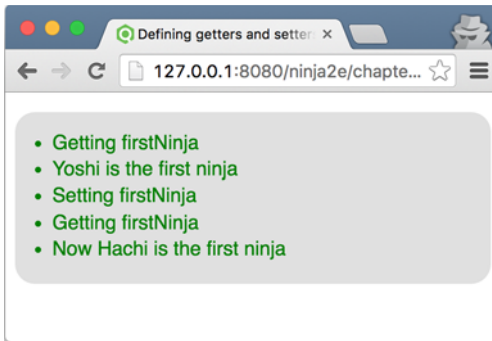 Defining getters and setter
127.0.0.1:8080/ninja2e/chapte...
Getting firstNinja
Yoshi is the first ninja
Setting firstNinja
Getting firstNinja
Now Hachi is the first ninja